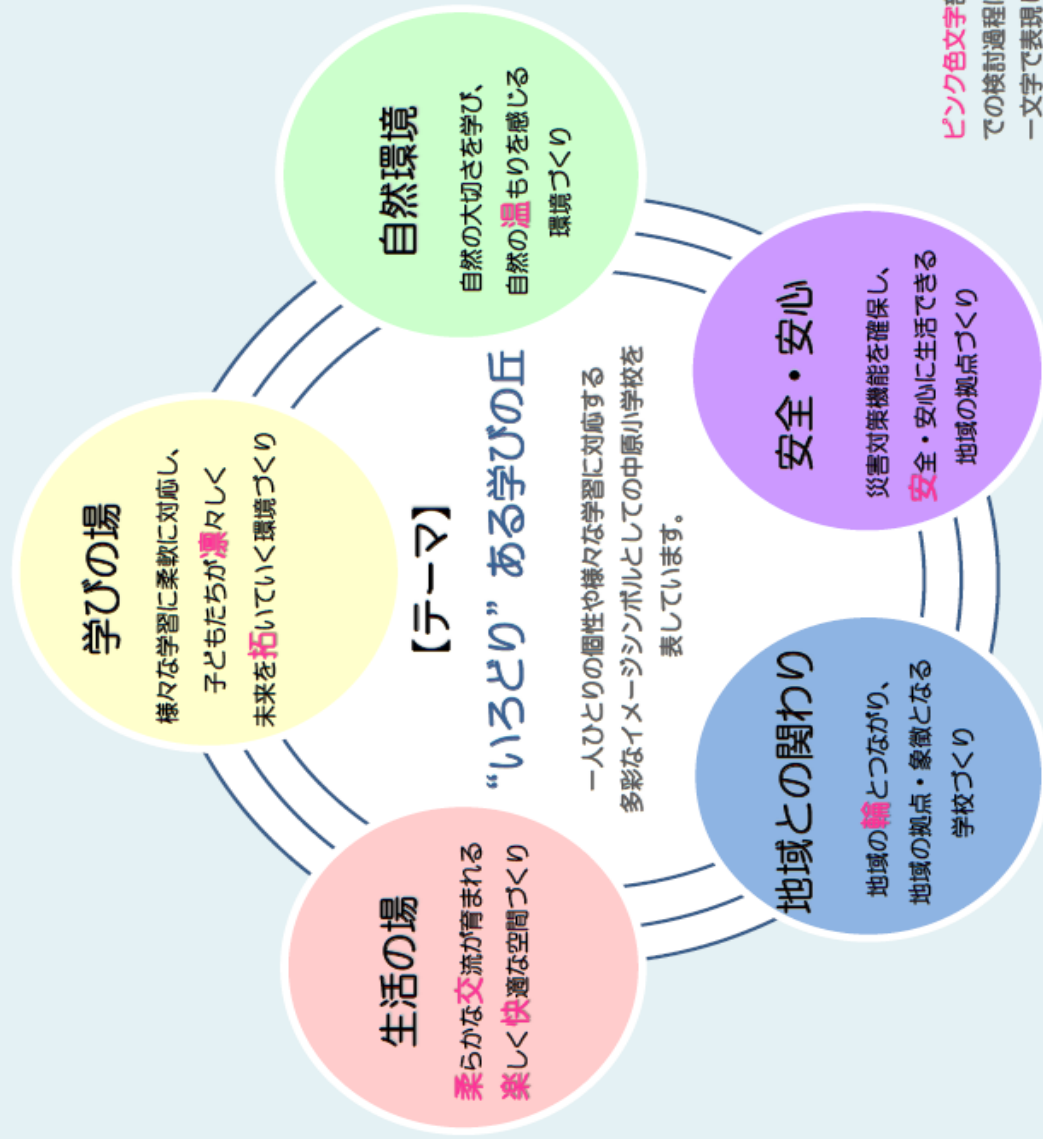 学びの場
様々な学習に柔軟に対応し、
子どもたちが凛々しく
未来を拓いていく環境づくり
生活の場
柔らかな交流が育まれる
楽しく快適な空間づくり
自然環境
自然の大切さを学び、
自然の温もりを感じる
環境づくり
【テーマ】
“いろどり” ある学びの丘
一人ひとりの個性や様々な学習に対応する
多彩なイメージシンボルとしての中原小学校を
表しています。
地域との関わり
地域の輪とつながり、
地域の拠点・象徴となる
学校づくり
安全・安心
災害対策機能を確保し、
安全・安心に生活できる
地域の拠点づくり
ピンク色文字
での検討過程
一文字で表現